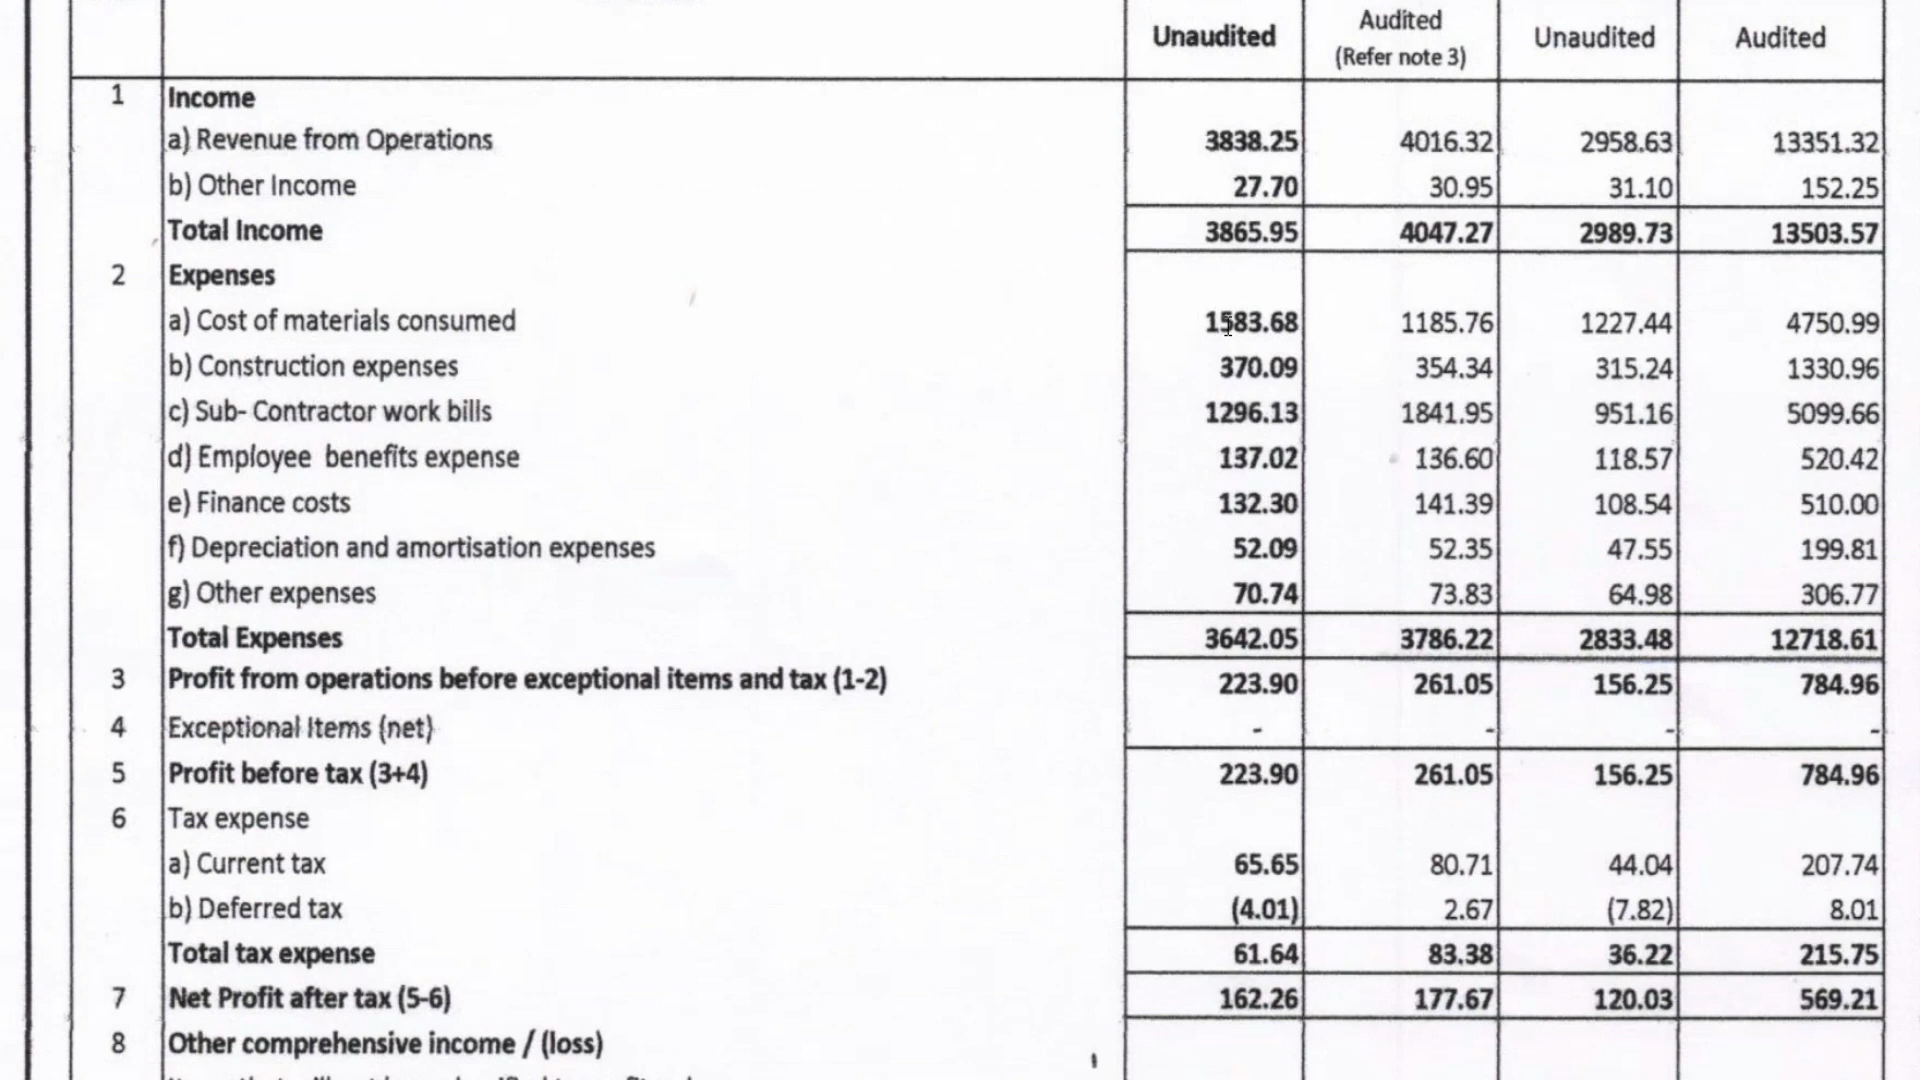 Unaudited Audited (Refer note 3) Unaudited Audited
1 Income
a) Revenue from Operations 3838.25 4016.32 2958.63 13351.32
b) Other Income 27.70 30.95 31.10 152.25
Total Income 3865.95 4047.27 2989.73 13503.57
2 Expenses
a) Cost of materials consumed 1583.68 1185.76 1227.44 4750.99
b) Construction expenses 370.09 354.34 315.24 1330.96
c) Sub- Contractor work bills 1296.13 1841.95 951.16 5099.66
d) Employee benefits expense 137.02 136.60 118.57 520.42
e) Finance costs 132.30 141.39 108.54 510.00
f) Depreciation and amortisation expenses 52.09 52.35 47.55 199.81
g) Other expenses 70.74 73.83 64.98 306.77
Total Expenses 3642.05 3786.22 2833.48 12718.61
3 Profit from operations before exceptional items and tax (1-2) 223.90 261.05 156.25 784.96
4 Exceptional Items (net) - - - -
5 Profit before tax (3+4) 223.90 261.05 156.25 784.96
6 Tax expense
a) Current tax 65.65 80.71 44.04 207.74
b) Deferred tax (4.01) 2.67 (7.82) 8.01
Total tax expense 61.64 83.38 36.22 215.75
7 Net Profit after tax (5-6) 162.26 177.67 120.03 569.21
8 Other comprehensive income / (loss)